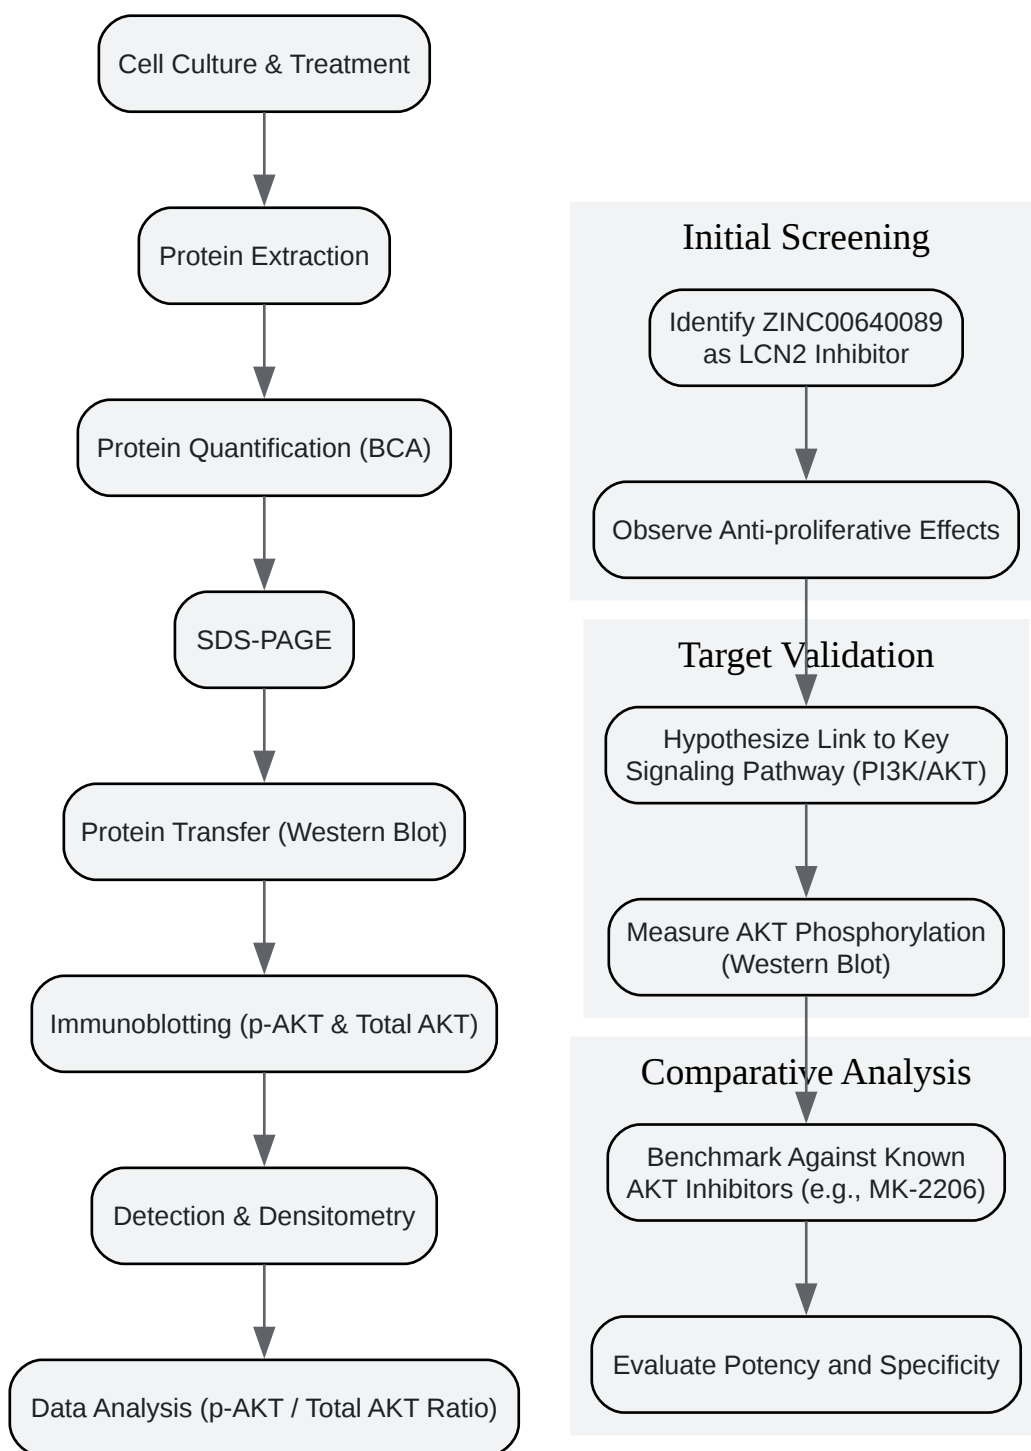 Cell Culture & Treatment
Protein Extraction
Protein Quantification (BCA)
SDS-PAGE
Protein Transfer (Western Blot)
Immunoblotting (p-AKT & Total AKT)
Detection & Densitometry
Data Analysis (p-AKT / Total AKT Ratio)
Initial Screening
Identify ZINC00640089
as LCN2 Inhibitor
Observe Anti-proliferative Effects
Target Validation
Hypothesize Link to Key
Signaling Pathway (PI3K/AKT)
Measure AKT Phosphorylation
(Western Blot)
Comparative Analysis
Benchmark Against Known
AKT Inhibitors (e.g., MK-2206)
Evaluate Potency and Specificity